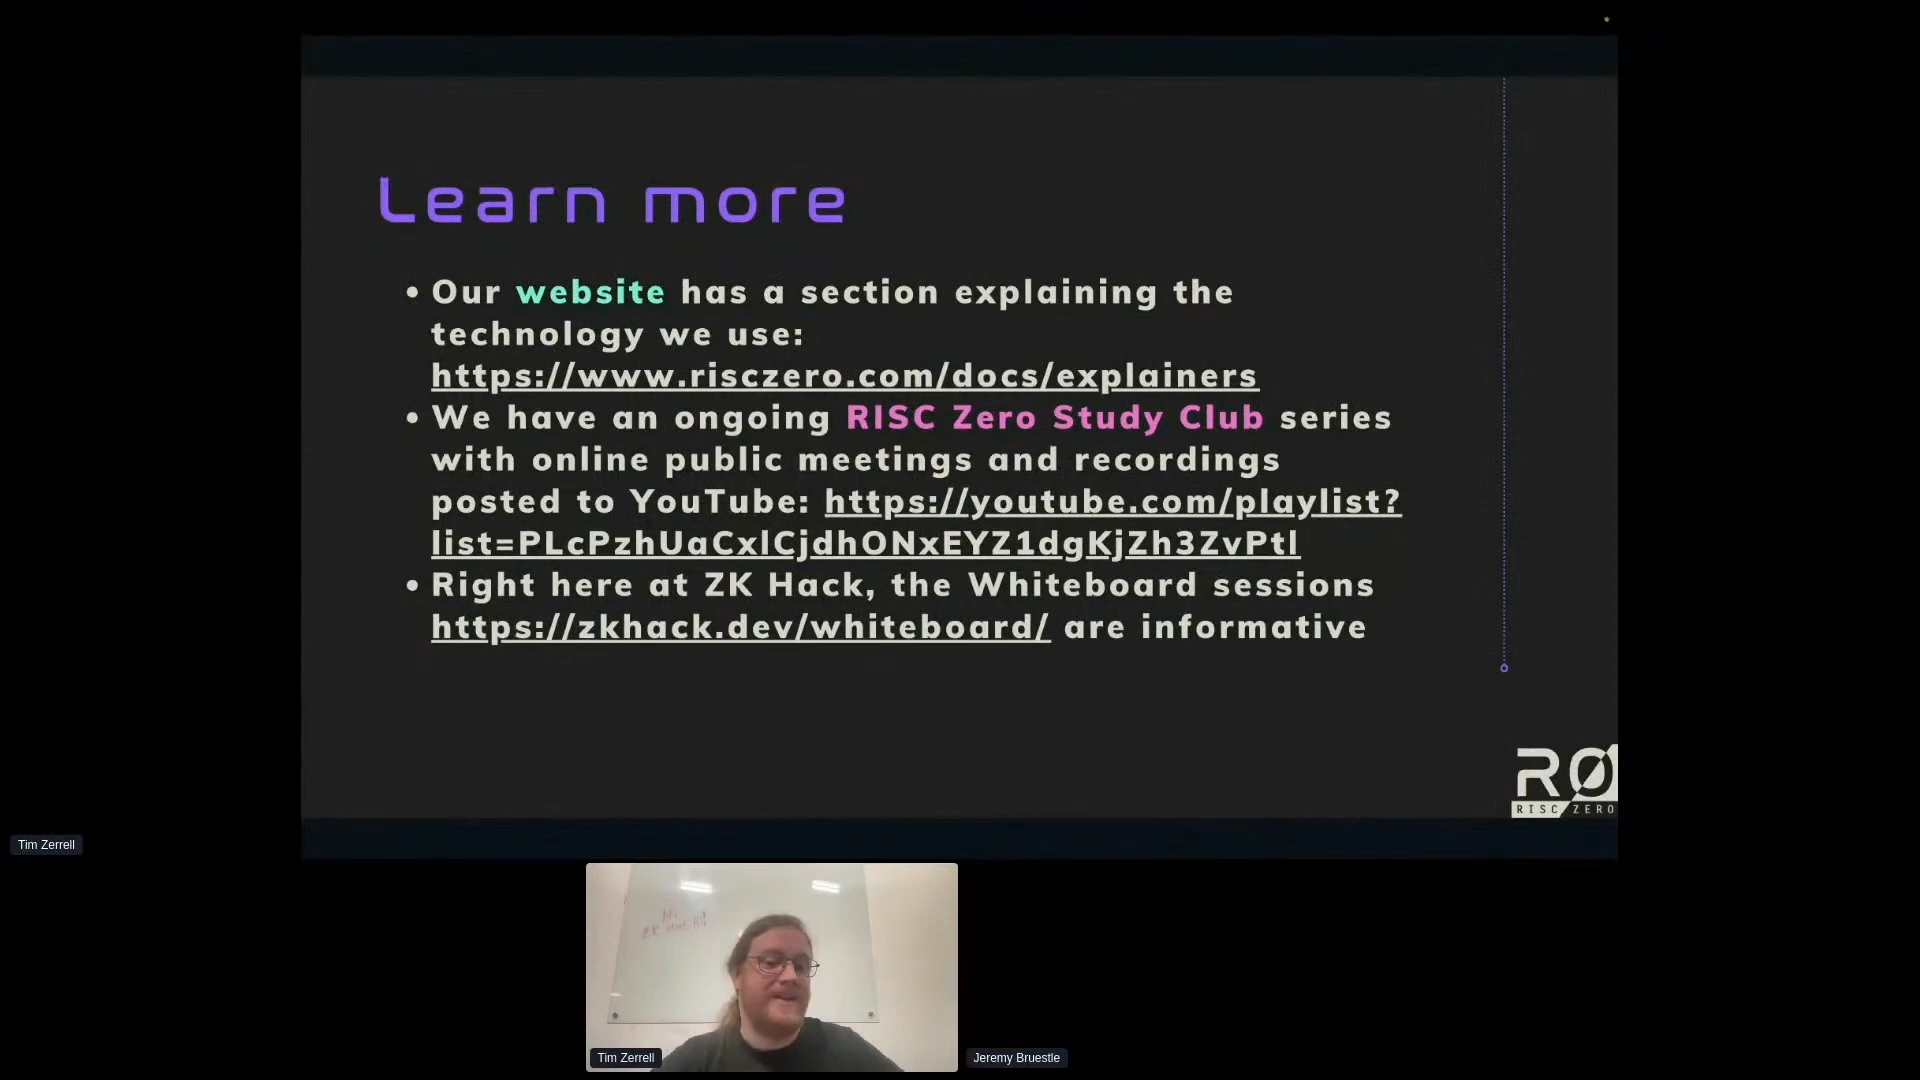 Learn more
• Our website has a section explaining the
technology we use:
https://www.risczero.com/docs/explainers
• We have an ongoing RISC Zero Study Club series
with online public meetings and recordings
posted to YouTube: https://youtube.com/playlist?
list=PLcPzhUaCxlCjdhONxEYZ1dgKjZh3ZvPtl
• Right here at ZK Hack, the Whiteboard sessions
https://zkhack.dev/whiteboard/ are informative
RØ
RISC ZERO
Tim Zerrell
Tim Zerrell
Jeremy Bruestle